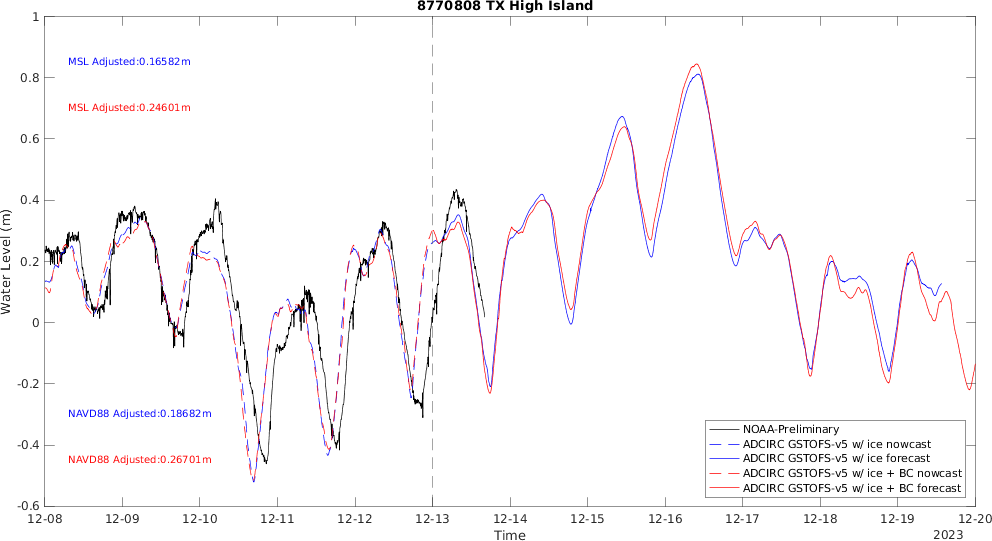 8770808 TX High Island
Water Level (m)
1
0.8
0.6
0.4
0.2
0
-0.2
-0.4
-0.6
MSL Adjusted:0.16582m
MSL Adjusted:0.24601m
NAVD88 Adjusted:0.18682m
NAVD88 Adjusted:0.26701m
NOAA-Preliminary
ADCIRC GSTOFS-v5 w/ ice nowcast
ADCIRC GSTOFS-v5 w/ ice forecast
ADCIRC GSTOFS-v5 w/ ice + BC nowcast
ADCIRC GSTOFS-v5 w/ ice + BC forecast
12-08 12-09 12-10 12-11 12-12 12-13 12-14 12-15 12-16 12-17 12-18 12-19 12-20
Time
2023